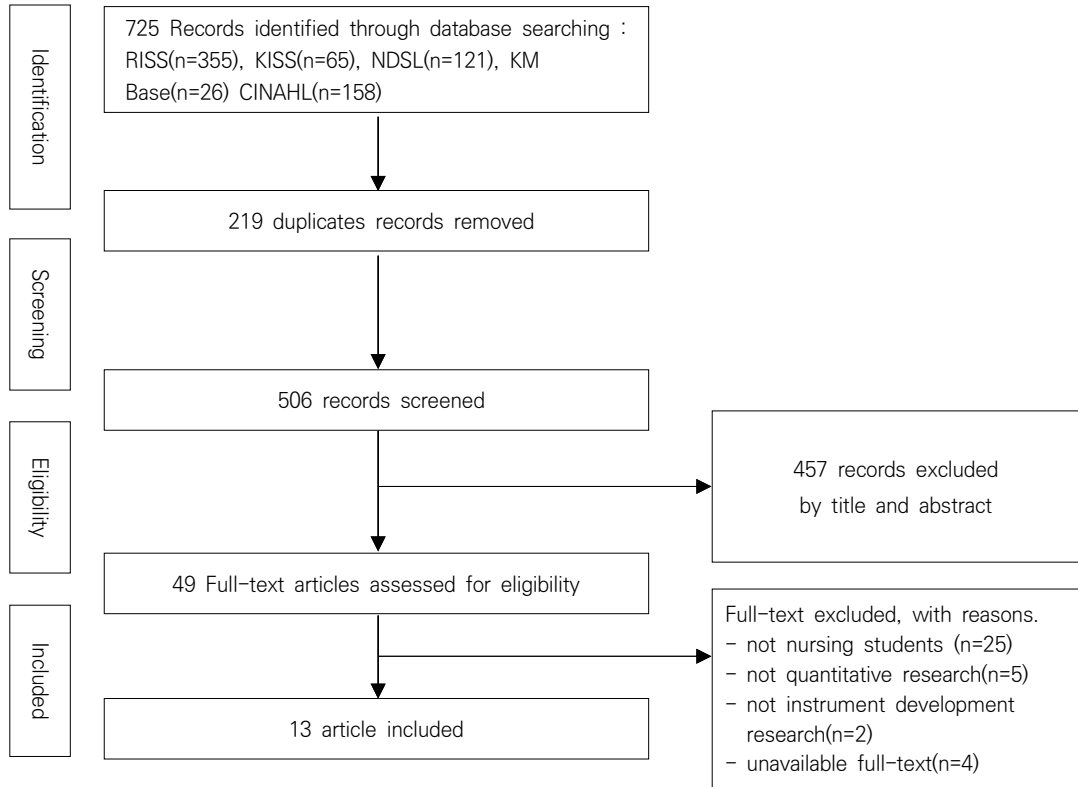 Identification
725 Records identified through database searching :
RISS(n=355), KISS(n=65), NDSL(n=121), KM
Base(n=26) CINAHL(n=158)
219 duplicates records removed
Screening
506 records screened
457 records excluded
by title and abstract
Eligibility
49 Full-text articles assessed for eligibility
Full-text excluded, with reasons.
- not nursing students (n=25)
- not quantitative research(n=5)
- not instrument development
research(n=2)
- unavailable full-text(n=4)
Included
13 article included